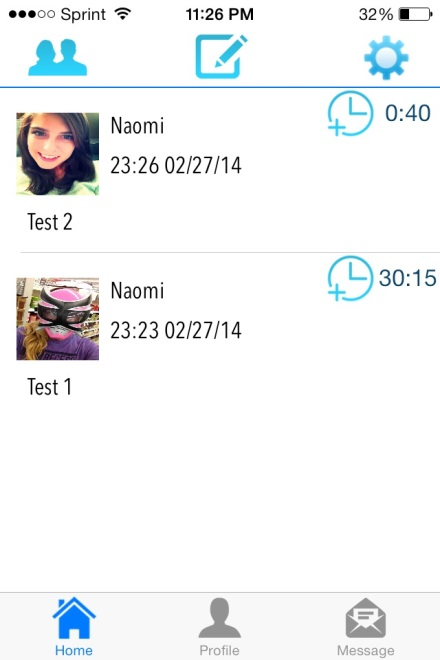 Sprint 11:26 PM 32%
Naomi 0:40
23:26 02/27/14
Test 2
Naomi 30:15
23:23 02/27/14
Test 1
Home Profile Message